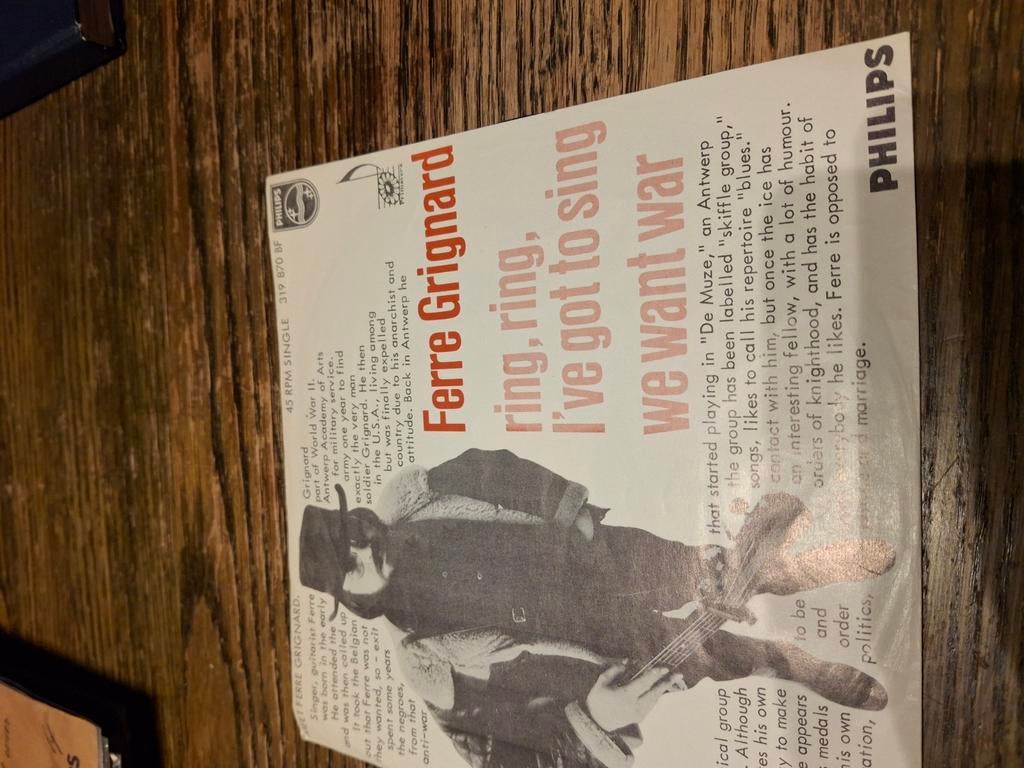 45 RPM SINGLE 319 870 BF
PHILIPS
FERRE GRIGNARD.
Singer, guitarist Ferre Grignard
was born in the early part of World War II.
He attended the Antwerp Academy of Arts
and was then called up for military service.
It took the Belgian army one year to find
out that Ferre was not exactly the very man
they wanted, so - exit soldier Grignard. He then
spent some years in the U.S.A., living among
the negroes, but was finally expelled
from that country due to his anarchist and
anti-war attitude. Back in Antwerp he
Ferre Grignard
ring, ring,
I've got to sing
we want war
ical group that started playing in "De Muze," an Antwerp
. Although the group has been labelled "skiffle group,"
es his own songs, likes to call his repertoire "blues."
y to make contact with him, but once the ice has
e appears to be an interesting fellow, with a lot of humour.
medals and orders of knighthood, and has the habit of
his own order everybody he likes. Ferre is opposed to
ation, politics, and marriage.
PHILIPS